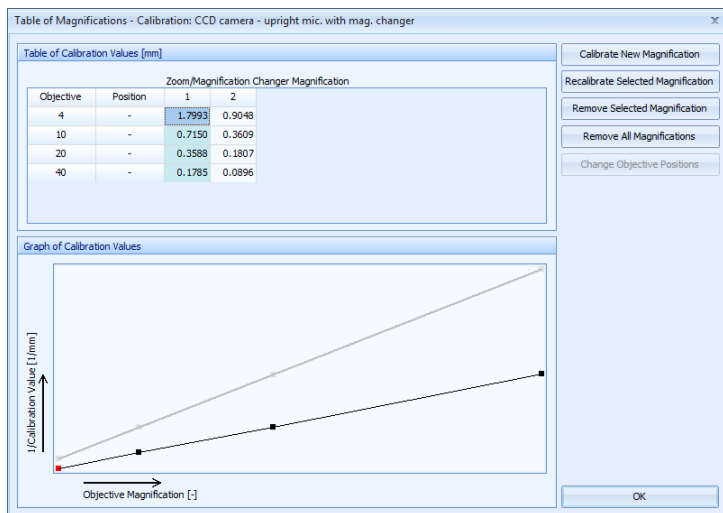 Table of Magnifications - Calibration: CCD camera - upright mic. with mag. changer x
Table of Calibration Values [mm]
Zoom/Magnification Changer Magnification
Objective Position 1 2
4 - 1.7993 0.9048
10 - 0.7150 0.3609
20 - 0.3588 0.1807
40 - 0.1785 0.0896
Calibrate New Magnification
Recalibrate Selected Magnification
Remove Selected Magnification
Remove All Magnifications
Change Objective Positions
Graph of Calibration Values
1/Calibration Value [1/mm]
Objective Magnification [-]
OK